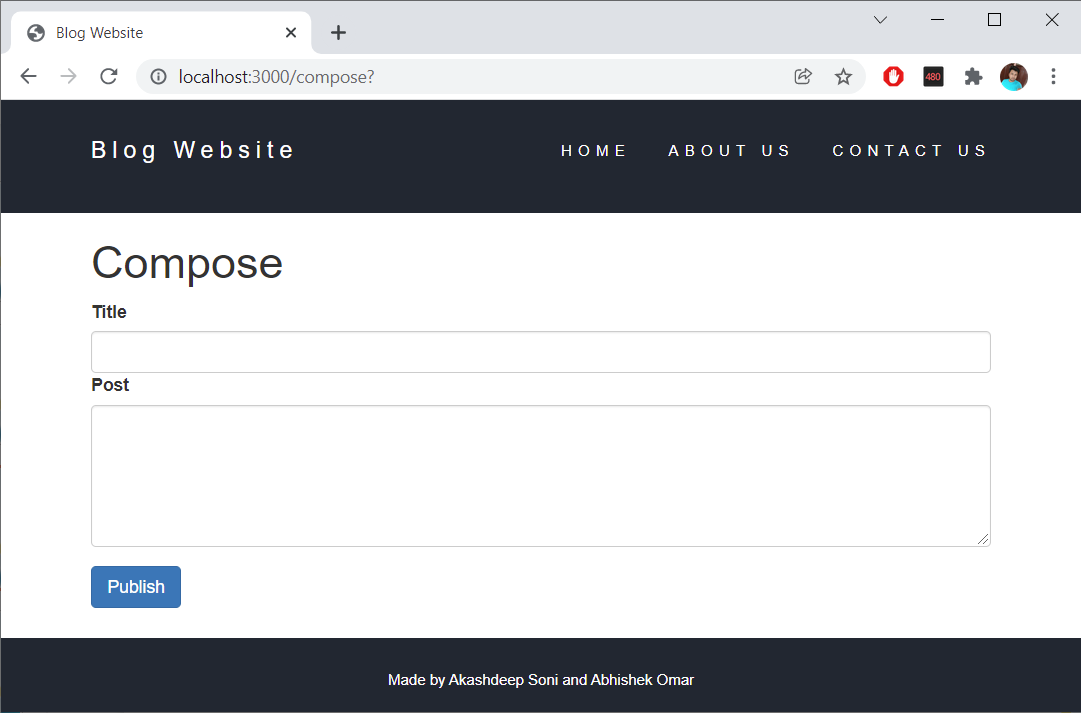 Blog Website
localhost:3000/compose?
480
Blog Website HOME ABOUT US CONTACT US
Compose
Title
Post
Publish
Made by Akashdeep Soni and Abhishek Omar